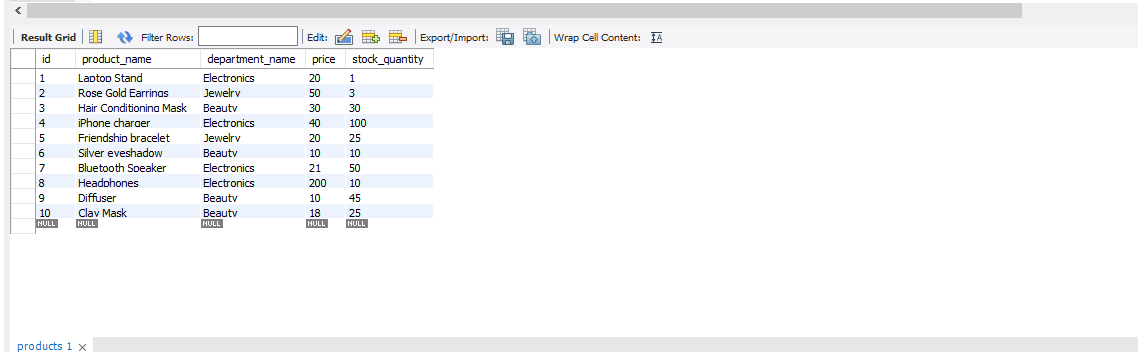 Result Grid Filter Rows: Edit: Export/Import: Wrap Cell Content:
id product_name department_name price stock_quantity
1 Laptop Stand Electronics 20 1
2 Rose Gold Earrings Jewelry 50 3
3 Hair Conditioning Mask Beauty 30 30
4 iPhone charger Electronics 40 100
5 Friendship bracelet Jewelry 20 25
6 Silver eyeshadow Beauty 10 10
7 Bluetooth Speaker Electronics 21 50
8 Headphones Electronics 200 10
9 Diffuser Beauty 10 45
10 Clay Mask Beauty 18 25
NULL NULL NULL NULL NULL
products 1